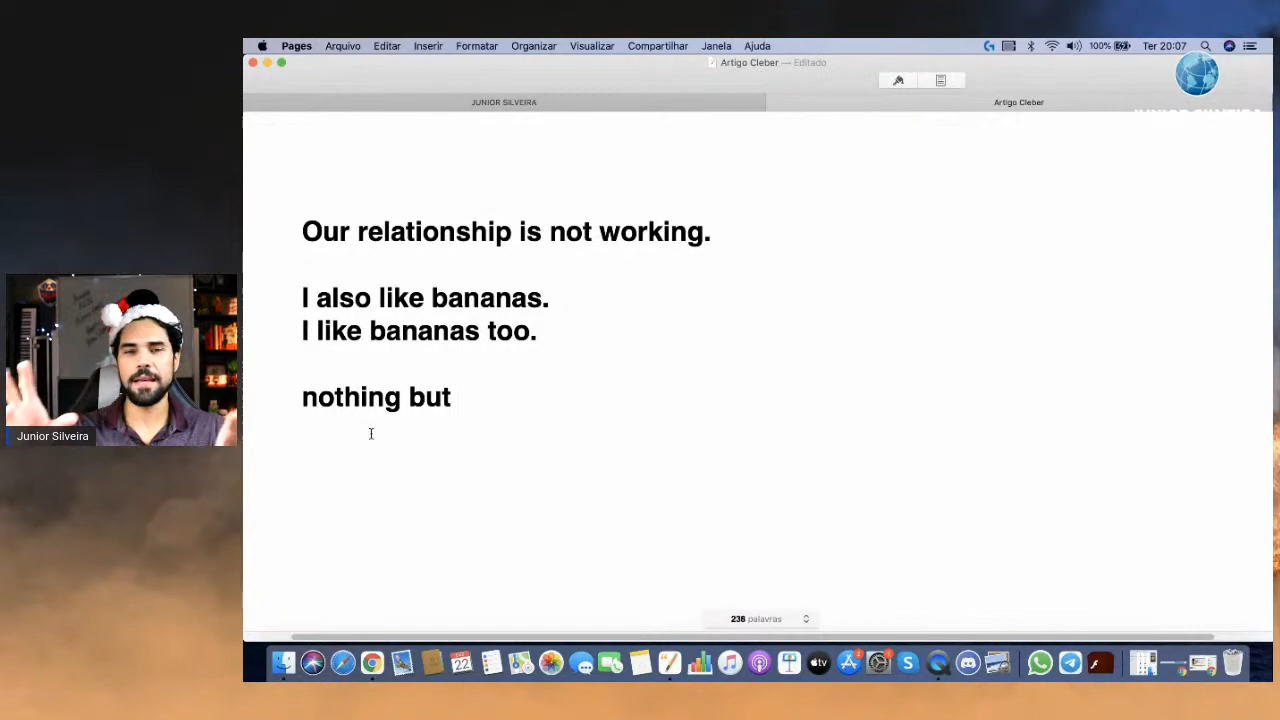 Pages Arquivo Editar Inserir Formatar Organizar Visualizar Compartilhar Janela Ajuda 100% Ter 20:07
Artigo Cleber — Editado
JUNIOR SILVEIRA Artigo Cleber
Our relationship is not working.
I also like bananas.
I like bananas too.
nothing but
Junior Silveira
238 palavras
22
tv